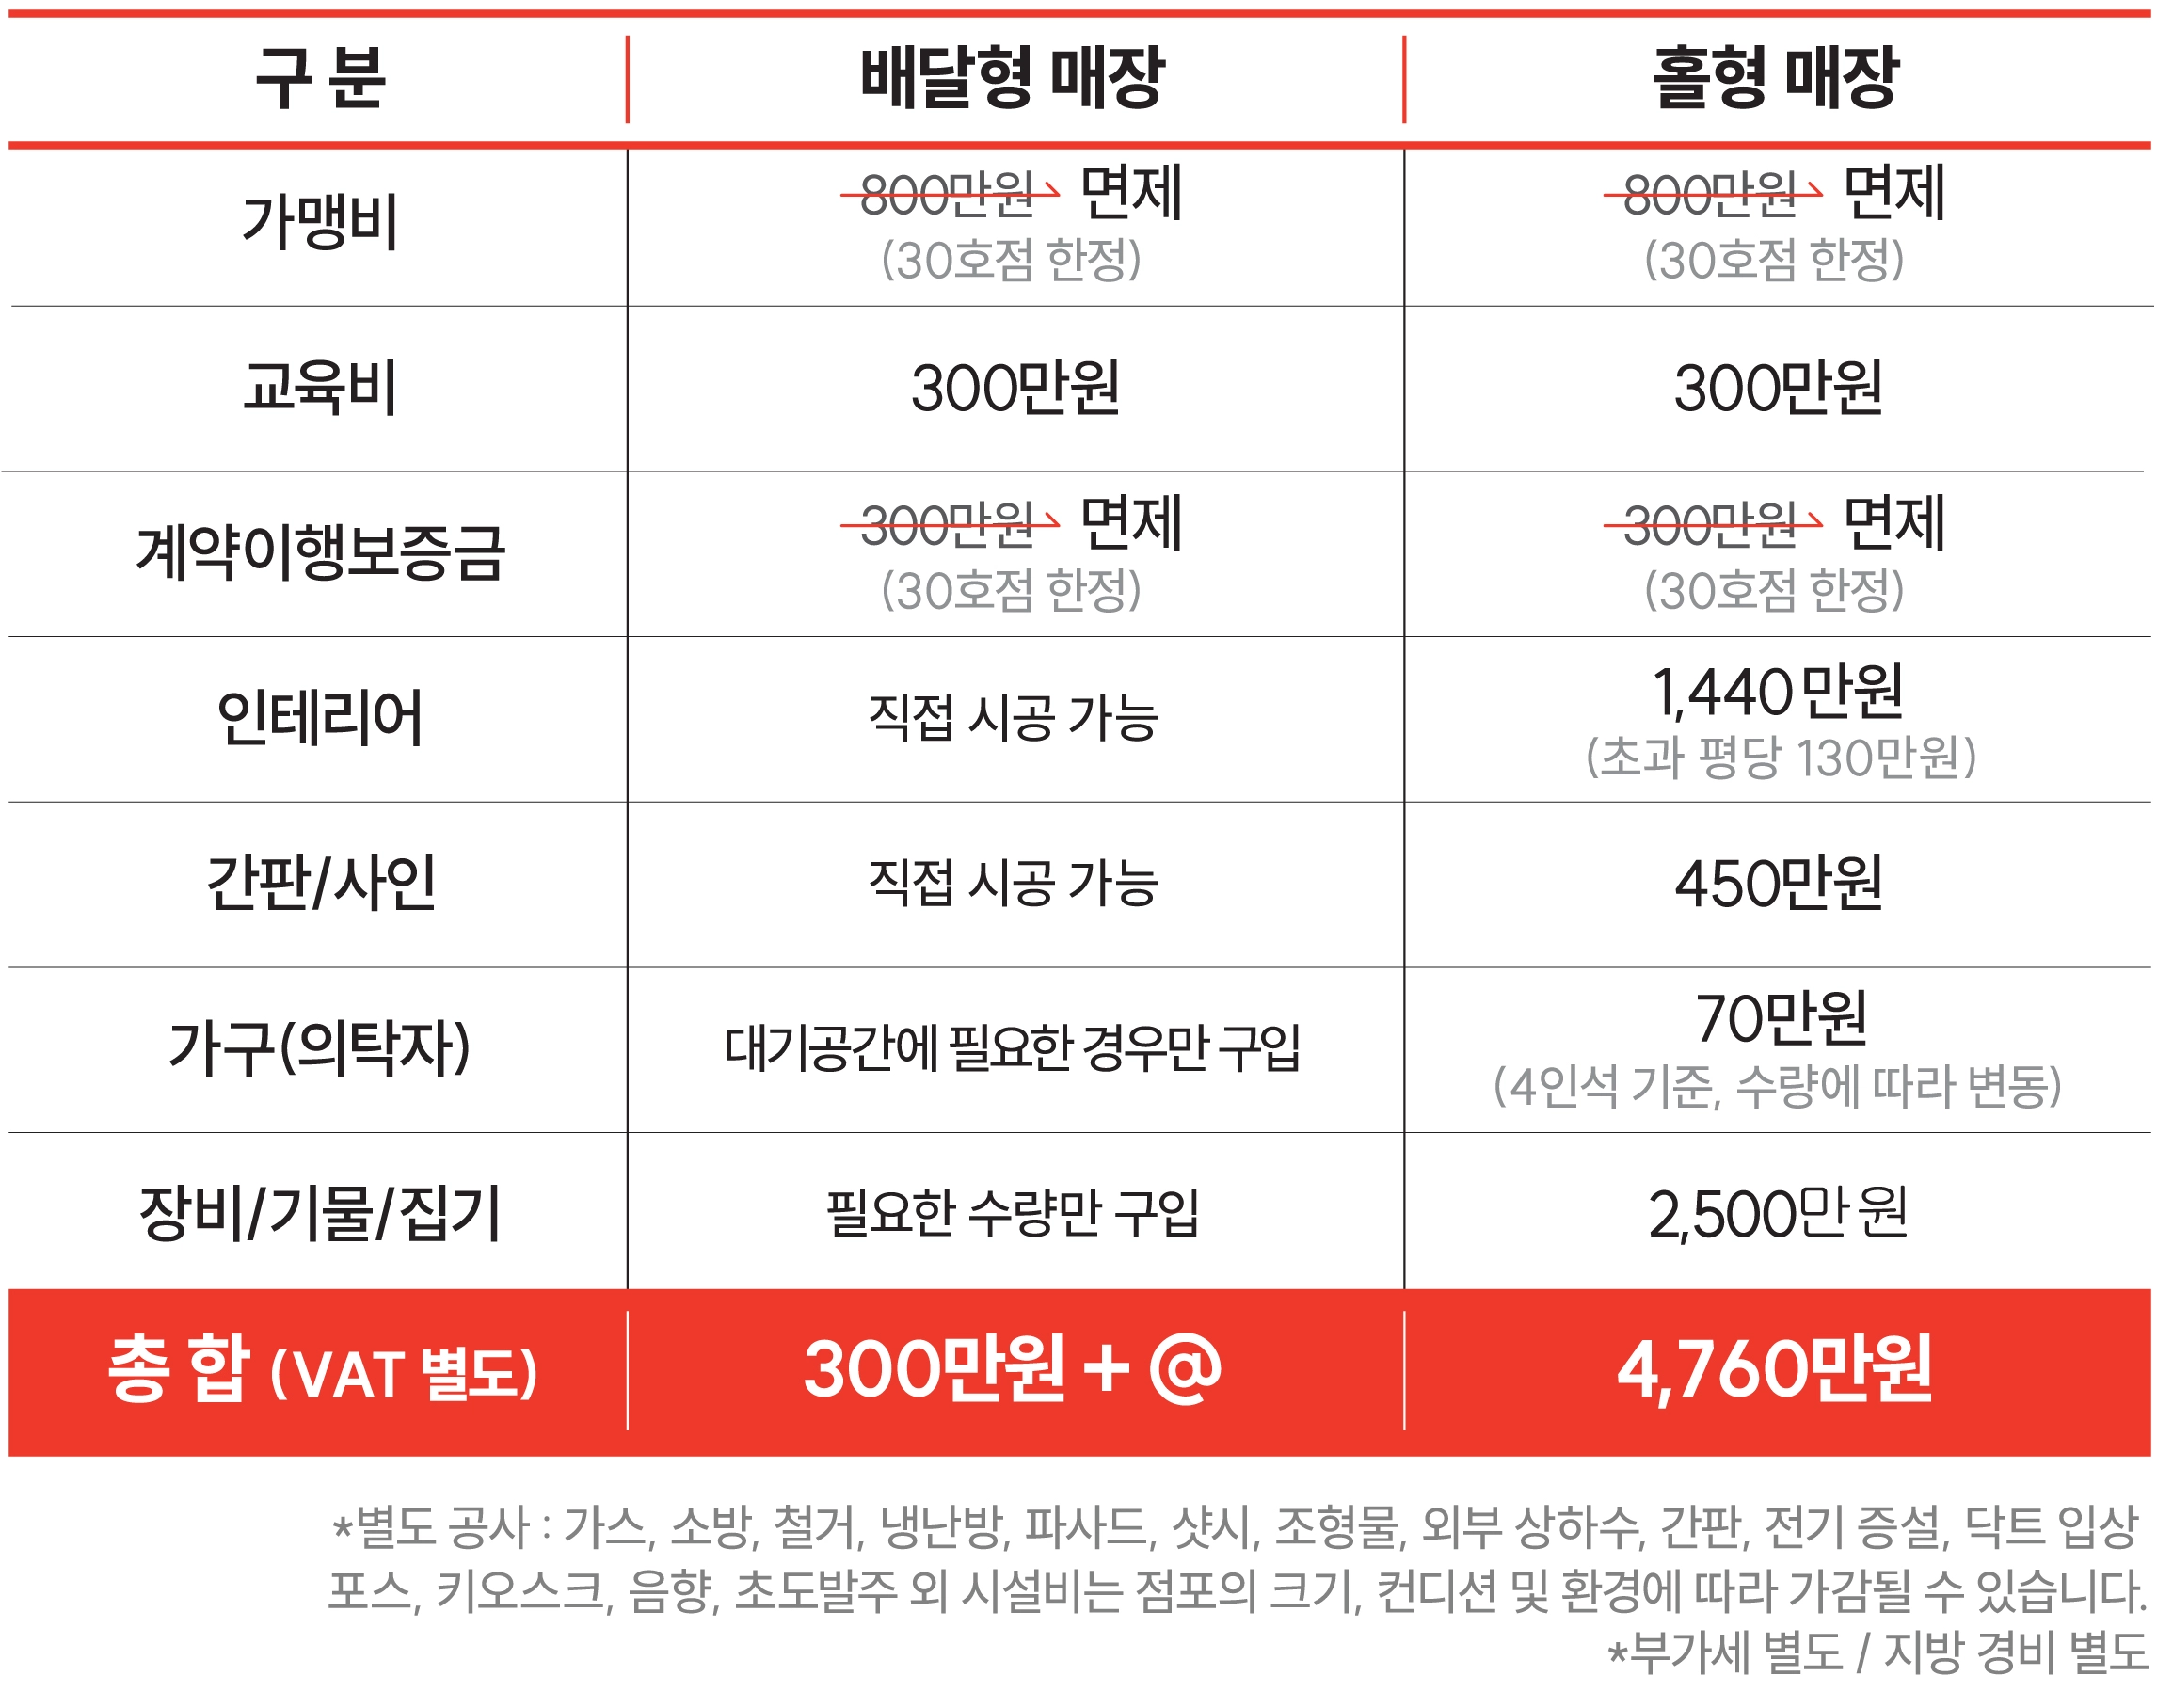 구 분 배달형 매장 홀형 매장
가맹비 800만원 면제 800만원 면제
(30호점 한정) (30호점 한정)
교육비 300만원 300만원
계약이행보증금 300만원 면제 300만원 면제
(30호점 한정) (30호점 한정)
인테리어 직접 시공 가능 1,440만원
(초과 평당 130만원)
간판/사인 직접 시공 가능 450만원
가구(의탁자) 대기공간에 필요한 경우만 구입 70만원
(4인석 기준, 수량에 따라 변동)
장비/기물/집기 필요한 수량만 구입 2,500만 원
총 합 (VAT 별도) 300만원 + @ 4,760만원
*별도 공사 : 가스, 소방, 철거, 냉난방, 파사드, 샷시, 조형물, 외부 상하수, 간판, 전기 증설, 닥트 입상
포스, 키오스크, 음향, 초도발주 외 시설비는 점포의 크기, 컨디션 및 환경에 따라 가감될 수 있습니다.
*부가세 별도 / 지방 경비 별도